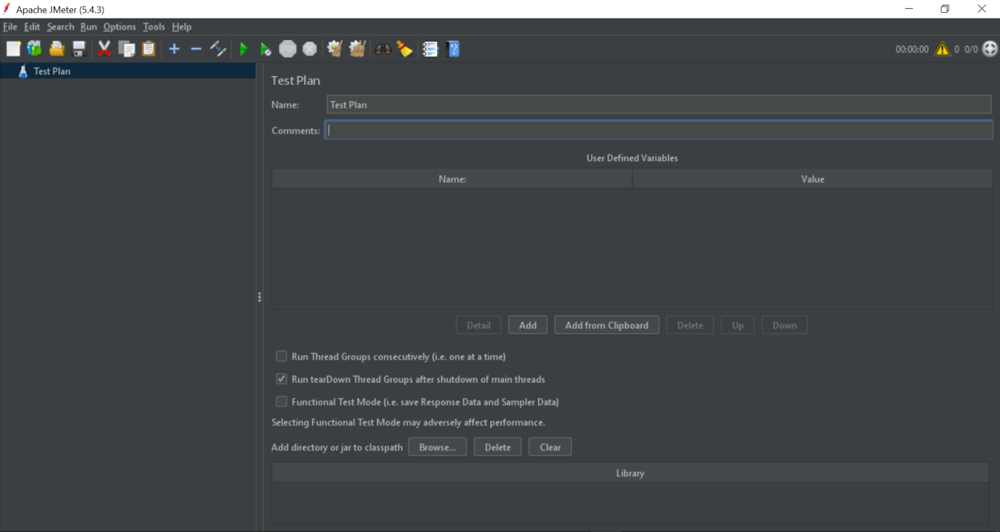 Apache JMeter (5.4.3)
File Edit Search Run Options Tools Help
00:00:00 0 0/0
Test Plan
Test Plan
Name: Test Plan
Comments:
User Defined Variables
Name: Value
Detail Add Add from Clipboard Delete Up Down
Run Thread Groups consecutively (i.e. one at a time)
Run tearDown Thread Groups after shutdown of main threads
Functional Test Mode (i.e. save Response Data and Sampler Data)
Selecting Functional Test Mode may adversely affect performance.
Add directory or jar to classpath Browse... Delete Clear
Library